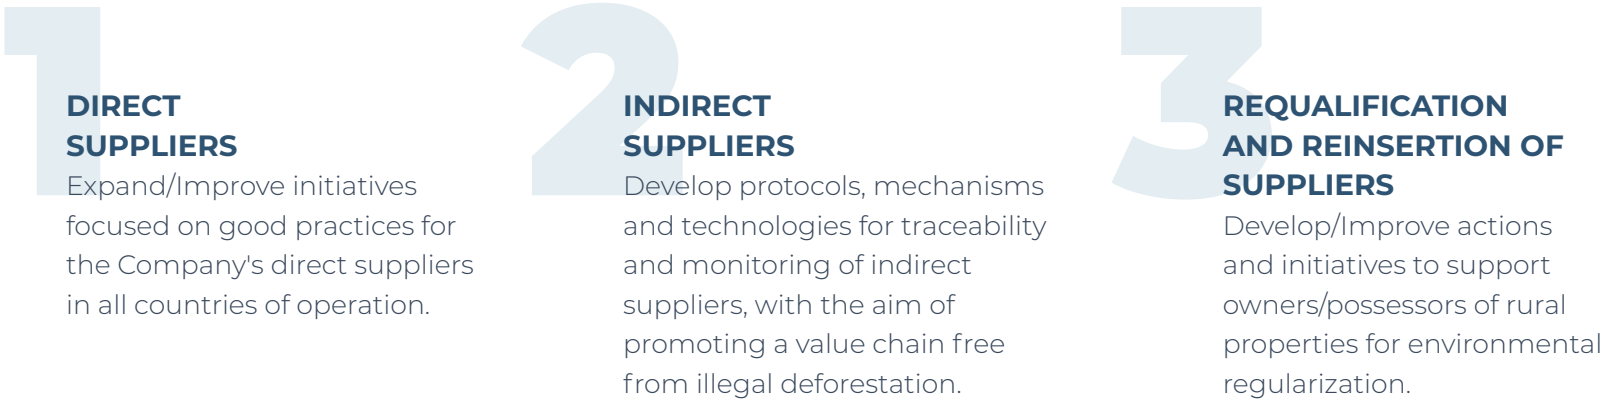 1
DIRECT
SUPPLIERS
Expand/Improve initiatives
focused on good practices for
the Company's direct suppliers
in all countries of operation.
2
INDIRECT
SUPPLIERS
Develop protocols, mechanisms
and technologies for traceability
and monitoring of indirect
suppliers, with the aim of
promoting a value chain free
from illegal deforestation.
3
REQUALIFICATION
AND REINSERTION OF
SUPPLIERS
Develop/Improve actions
and initiatives to support
owners/possessors of rural
properties for environmental
regularization.